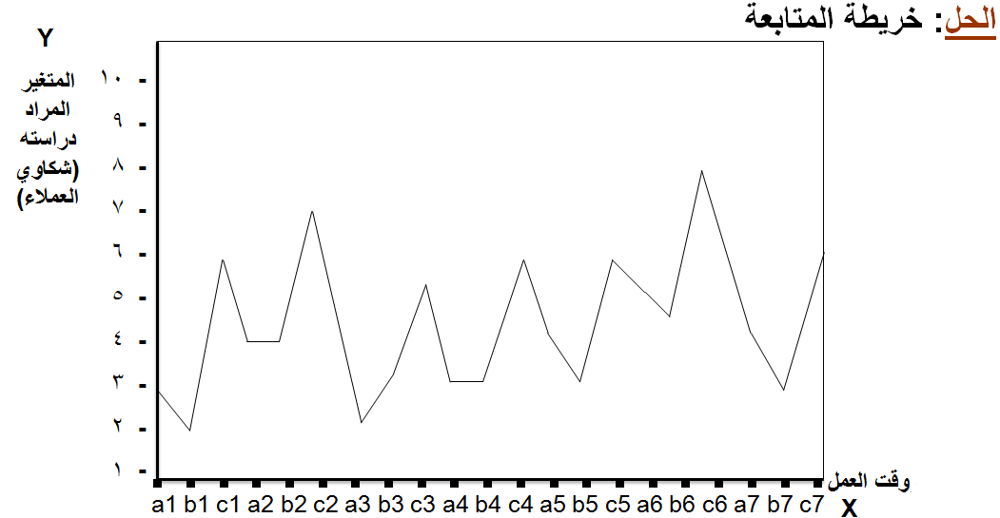 الحل: خريطة المتابعة
Y
المتغير
المراد
دراسته
(شكاوي
العملاء)
١٠
٩
٨
٧
٦
٥
٤
٣
٢
١
وقت العمل
a1 b1 c1 a2 b2 c2 a3 b3 c3 a4 b4 c4 a5 b5 c5 a6 b6 c6 a7 b7 c7
X